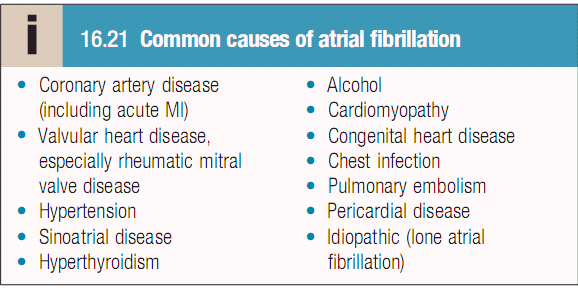 i
16.21 Common causes of atrial fibrillation
• Coronary artery disease
(including acute MI)
• Valvular heart disease,
especially rheumatic mitral
valve disease
• Hypertension
• Sinoatrial disease
• Hyperthyroidism
• Alcohol
• Cardiomyopathy
• Congenital heart disease
• Chest infection
• Pulmonary embolism
• Pericardial disease
• Idiopathic (lone atrial
fibrillation)